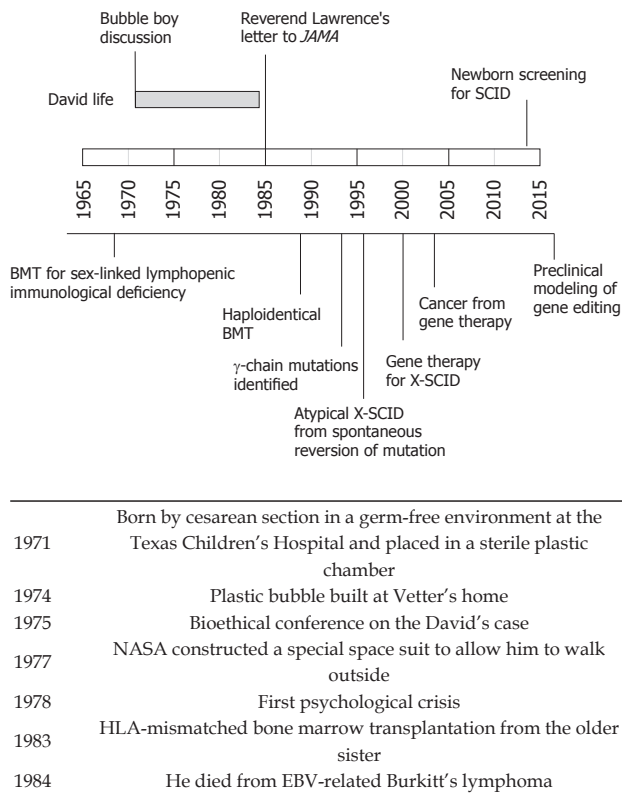 Bubble boy
discussion
Reverend Lawrence's
letter to JAMA
Newborn screening
for SCID
David life
1965
1970
1975
1980
1985
1990
1995
2000
2005
2010
2015
BMT for sex-linked lymphopenic
immunological deficiency
Haploidentical
BMT
γ-chain mutations
identified
Atypical X-SCID
from spontaneous
reversion of mutation
Gene therapy
for X-SCID
Cancer from
gene therapy
Preclinical
modeling of
gene editing
Born by cesarean section in a germ-free environment at the
1971 Texas Children's Hospital and placed in a sterile plastic
chamber
1974 Plastic bubble built at Vetter's home
1975 Bioethical conference on the David's case
1977 NASA constructed a special space suit to allow him to walk
outside
1978 First psychological crisis
1983 HLA-mismatched bone marrow transplantation from the older
sister
1984 He died from EBV-related Burkitt's lymphoma